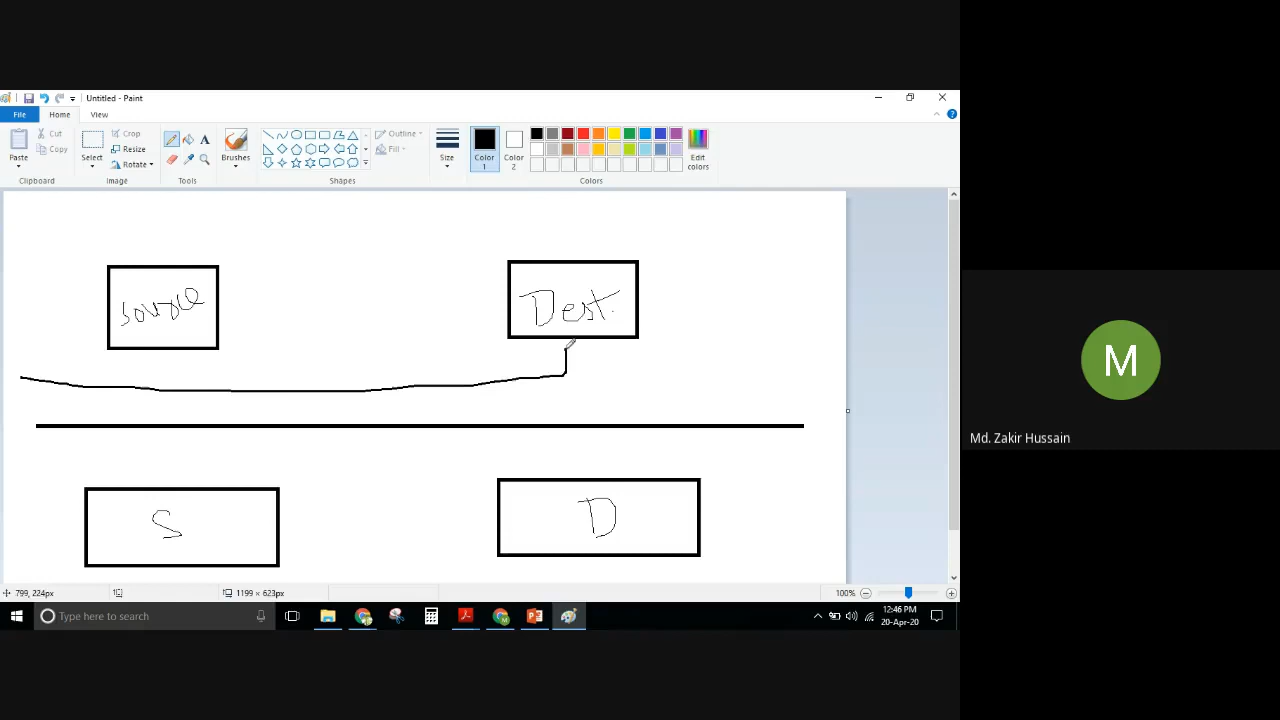 Untitled - Paint
File Home View
Paste
Cut
Copy
Clipboard
Select
Crop
Resize
Rotate
Image
A
Tools
Brushes
Outline
Fill
Shapes
Size
Color 1
Color 2
Edit colors
Colors
Source
Dest.
S
D
M
Md. Zakir Hussain
799, 224px
1199 × 623px
100%
Type here to search
12:46 PM
20-Apr-20